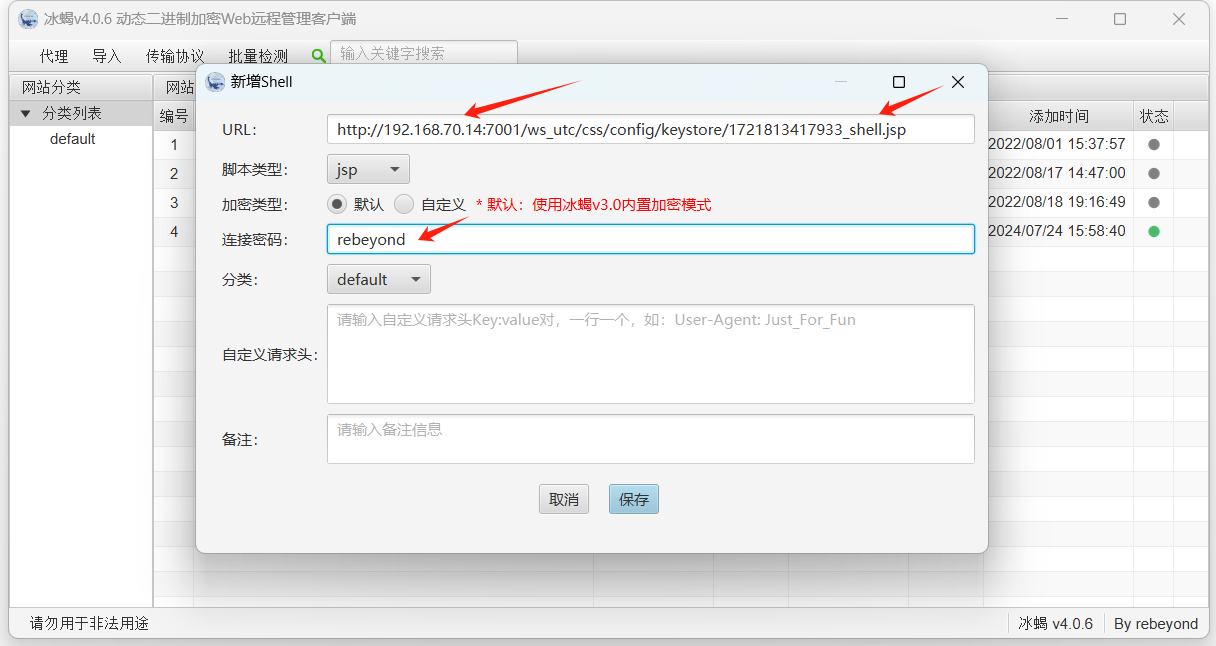 冰蝎v4.0.6 动态二进制加密Web远程管理客户端
代理 导入 传输协议 批量检测 输入关键字搜索
网站分类 网站
分类列表 编号 添加时间 状态
default
1 2022/08/01 15:37:57
2 2022/08/17 14:47:00
3 2022/08/18 19:16:49
4 2024/07/24 15:58:40
新增Shell
URL: http://192.168.70.14:7001/ws_utc/css/config/keystore/1721813417933_shell.jsp
脚本类型: jsp
加密类型: 默认 自定义 * 默认：使用冰蝎v3.0内置加密模式
连接密码: rebeyond
分类: default
自定义请求头: 请输入自定义请求头Key:value对，一行一个，如：User-Agent: Just_For_Fun
备注: 请输入备注信息
取消 保存
请勿用于非法用途 冰蝎 v4.0.6 By rebeyond